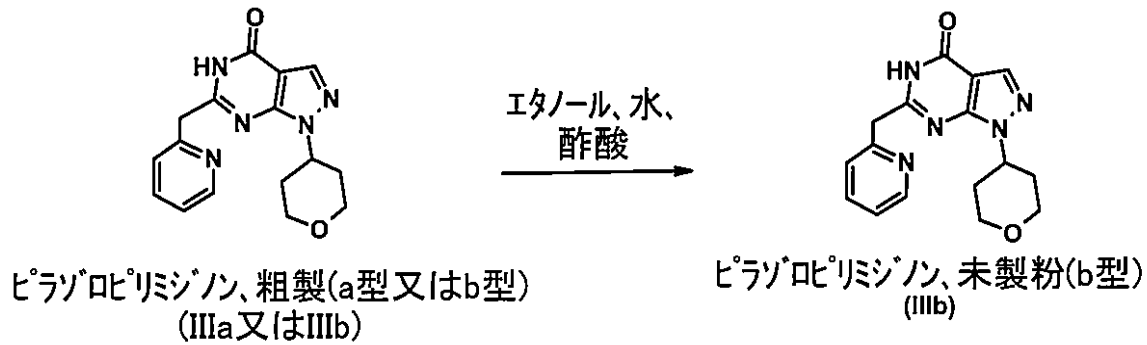 エタノール、水、
酢酸
ピラゾロピリミジノン、粗製(a型又はb型)
(IIIa又はIIIb)
ピラゾロピリミジノン、未製粉(b型)
(IIIb)
O
HN
N
N
N
N
O
O
HN
N
N
N
N
O